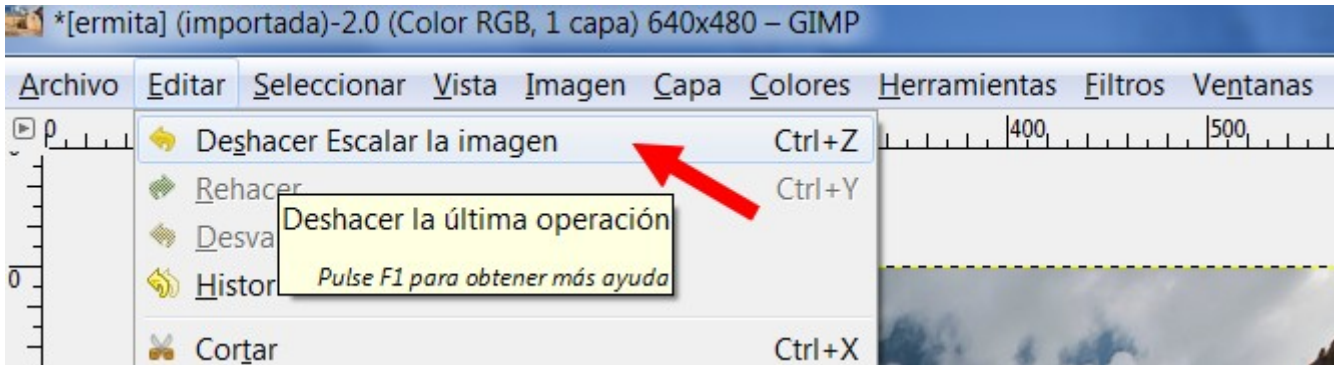 *[ermita] (importada)-2.0 (Color RGB, 1 capa) 640x480 – GIMP
Archivo Editar Seleccionar Vista Imagen Capa Colores Herramientas Filtros Ventanas
0 400 500
Deshacer Escalar la imagen Ctrl+Z
Rehacer Ctrl+Y
Deshacer la última operación
Pulse F1 para obtener más ayuda
0
Cortar Ctrl+X